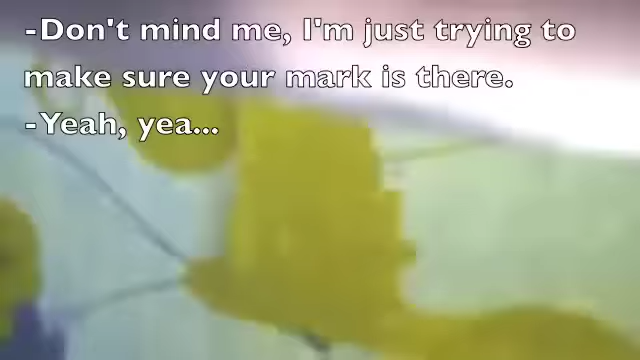 -Don't mind me, I'm just trying to
make sure your mark is there.
-Yeah, yea...